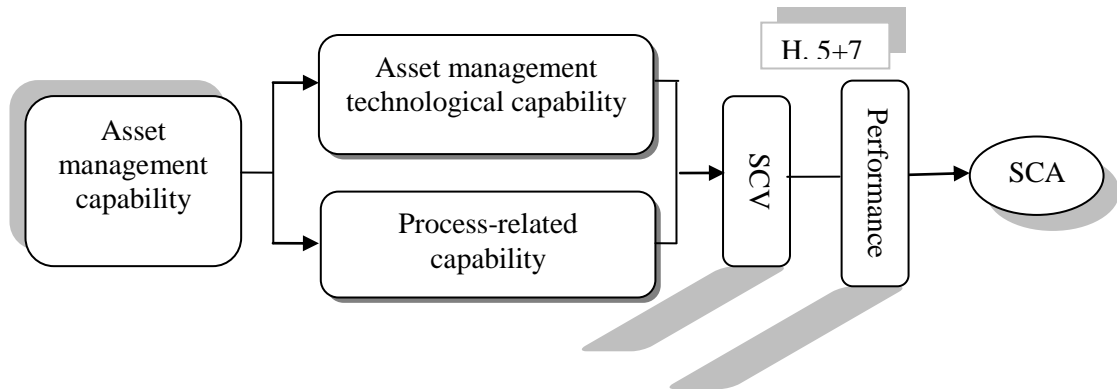 Asset
management
capability
Asset management
technological capability
Process-related
capability
H. 5+7
SCV
Performance
SCA